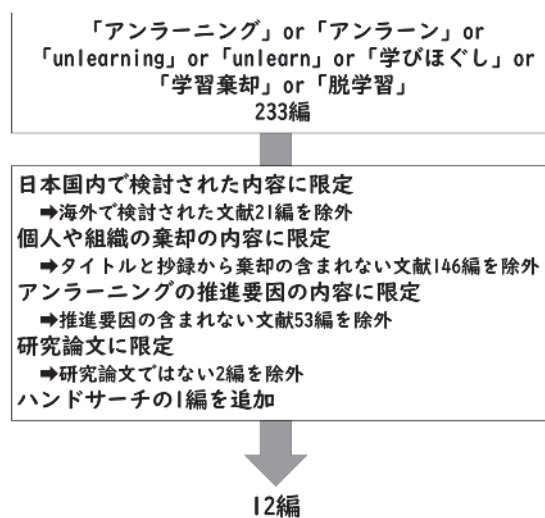 「アンラーニング」or「アンラーン」or
「unlearning」or「unlearn」or「学びほぐし」or
「学習棄却」or「脱学習」
233編
日本国内で検討された内容に限定
➡海外で検討された文献21編を除外
個人や組織の棄却の内容に限定
➡タイトルと抄録から棄却の含まれない文献146編を除外
アンラーニングの推進要因の内容に限定
➡推進要因の含まれない文献53編を除外
研究論文に限定
➡研究論文ではない2編を除外
ハンドサーチの1編を追加
12編